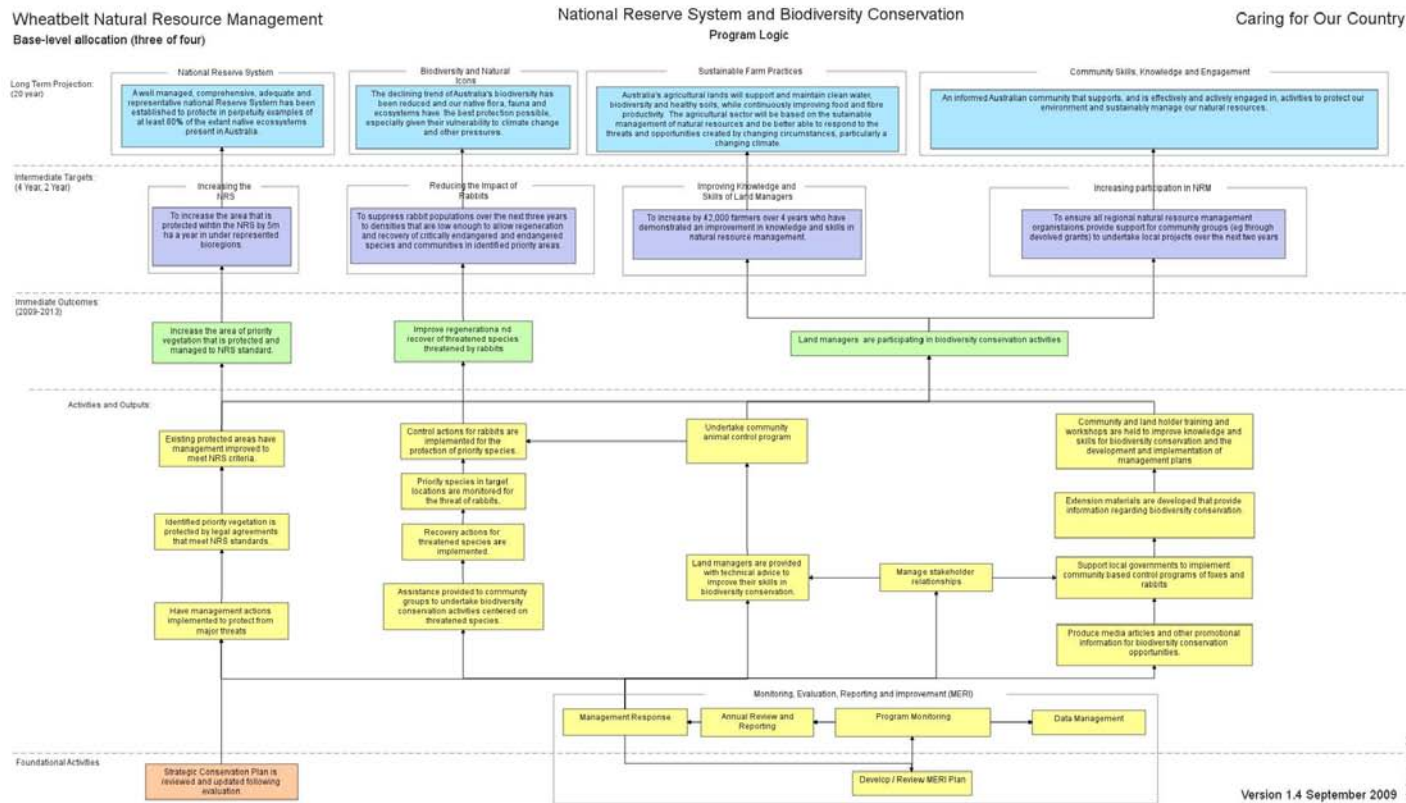 Wheatbelt Natural Resource Management
National Reserve System and Biodiversity Conservation
Caring for Our Country
Base-level allocation (three of four)
Program Logic
Long Term Projection:
(20 year)
National Reserve System
A well managed, comprehensive, adequate and
representative national Reserve System has been
established to protecte in perpetuity examples of
at least 80% of the extant native ecosystems
present in Australia.
Biodiversity and Natural
Icons
The declining trend of Australia's biodiversity has
been reduced and our native flora, fauna and
ecosystems have the best protection possible,
especially given their vulnerability to climate change
and other pressures.
Sustainable Farm Practices
Australia's agrictural lands will support and maintain clean water,
biodiversity and healthy soils, while continuously improving food and fibre
productivity. The agricultural sector will be based on the sutainable
management of natural resources and be better able to respond to the
threats and opportunities created by changing circumstances, particularly a
changing climate.
Community Skills, Knowledge and Engagement
An informed Australian community that supports, and is effectively and actively engaged in, activities to protect our
environment and sustainably manage our natural resources.
Intermediate Targets:
(4 Year, 2 Year)
Increasing the
NRS
To increase the area that is
protected within the NRS by 5m
ha a year in under represented
bioregions.
Reducing the Impact of
Rabbits
To suppress rabbit populations over the next three years
to densities that are low enough to allow regeneration
and recovery of critically endangered and endangered
species and communities in identified priority areas.
Improving Knowledge and
Skills of Land Managers
To increase by 42,000 farmers over 4 years who have
demonstrated an improvement in knowledge and skills in
natural resource management.
Increasing participation in NRM
To ensure all regional natural resource management
organistaions provide support for community groups (eg through
devolved grants) to undertake local projects over the next two years
Immediate Outcomes:
(2009-2013)
Increase the area of priority
vegetation that is protected and
managed to NRS standard.
Improve regenerationa nd
recover of threatened species
threatened by rabbits
Land managers are participating in biodiversity conservation activities
Activities and Outputs:
Existing protected areas have
management improved to
meet NRS criteria.
Control actions for rabbits are
implemented for the
protection of priority species.
Undertake community
animal control program
Community and land holder training and
workshops are held to improve knowledge and
skills for biodiversity conservation and the
development and implementation of
management plans
Priority species in target
locations are monitored for
the threat of rabbits.
Extension materials are developed that provide
information regarding biodiversity conservation
Identified priority vegetation is
protected by legal agreements
that meet NRS standards.
Recovery actions for
threatened species are
implemented.
Land managers are provided
with technical advice to
improve their skills in
biodiversity conservation.
Manage stakeholder
relationships
Support local governments to implement
community based control programs of foxes and
rabbits
Have management actions
implemented to protect from
major threats
Assistance provided to community
groups to undertake biodiversity
conservation activities centered on
threatened species.
Produce media articles and other promotional
information for biodiversity conservation
opportunities.
Monitoring, Evaluation, Reporting and Improvement (MERI)
Management Response
Annual Review and
Reporting
Program Monitoring
Data Management
Foundational Activities
Strategic Conservation Plan is
reviewed and updated following
evaluation.
Develop / Review MERI Plan
Version 1.4 September 2009